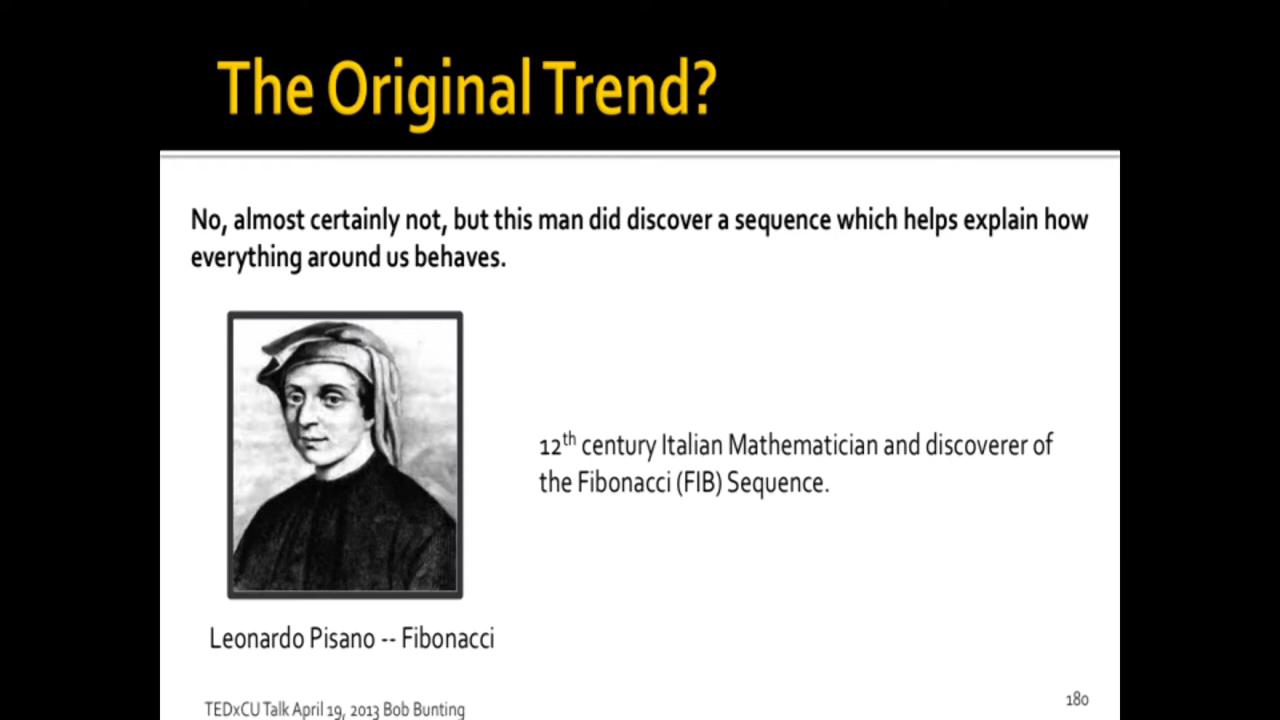 The Original Trend?
No, almost certainly not, but this man did discover a sequence which helps explain how
everything around us behaves.
12th century Italian Mathematician and discoverer of
the Fibonacci (FIB) Sequence.
Leonardo Pisano -- Fibonacci
TEDxCU Talk April 19, 2013 Bob Bunting
180